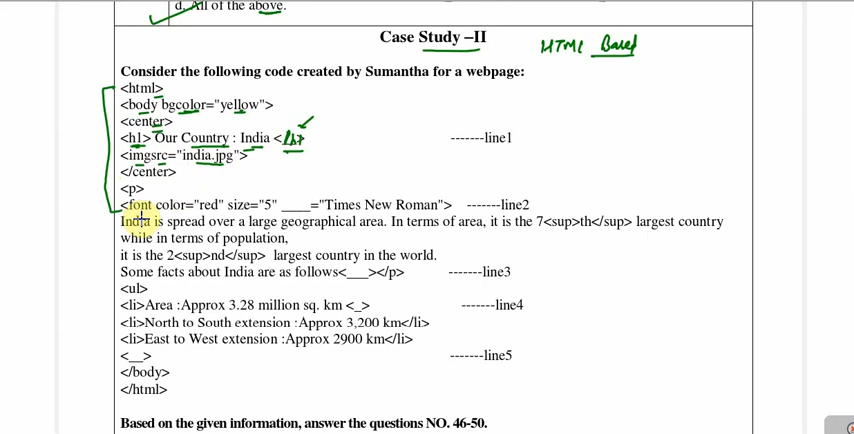 d. All of the above.
Case Study –II
HTML Based
Consider the following code created by Sumantha for a webpage:
<html>
<body bgcolor="yellow">
<center>
<h1> Our Country : India < -------line1
<imgsrc="india.jpg">
</center>
<p>
<font color="red" size="5" ____="Times New Roman"> -------line2
India is spread over a large geographical area. In terms of area, it is the 7<sup>th</sup> largest country
while in terms of population,
it is the 2<sup>nd</sup> largest country in the world.
Some facts about India are as follows<___></p> -------line3
<ul>
<li>Area :Approx 3.28 million sq. km <_> -------line4
<li>North to South extension :Approx 3,200 km</li>
<li>East to West extension :Approx 2900 km</li>
<__> -------line5
</body>
</html>
Based on the given information, answer the questions NO. 46-50.